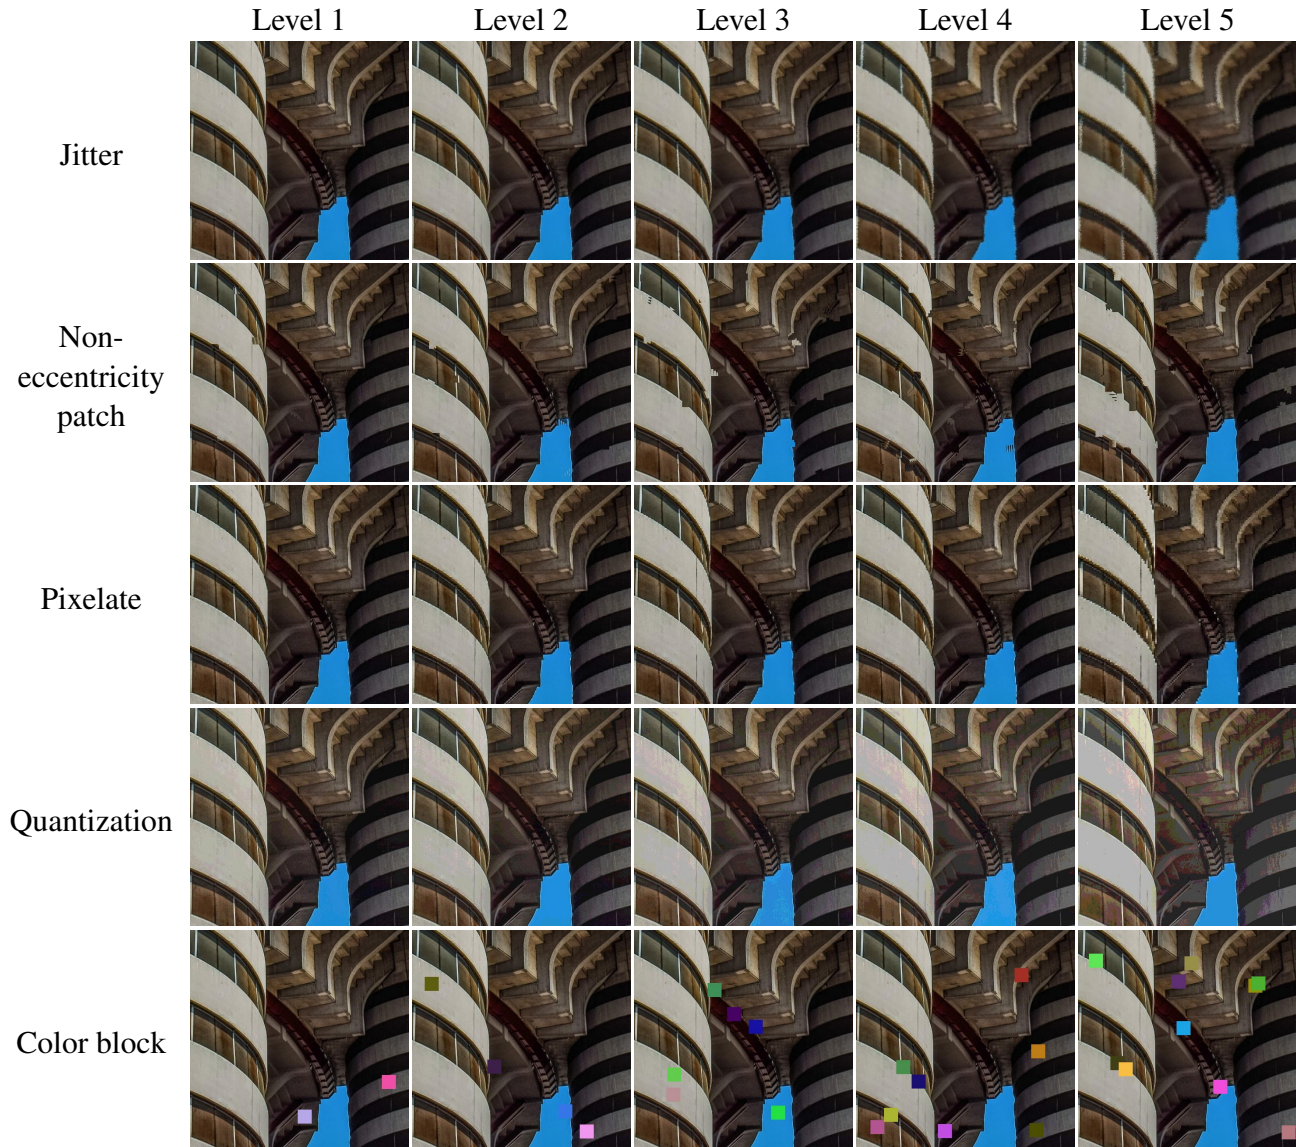 Level 1 Level 2 Level 3 Level 4 Level 5
Jitter
Non-
eccentricity
patch
Pixelate
Quantization
Color block